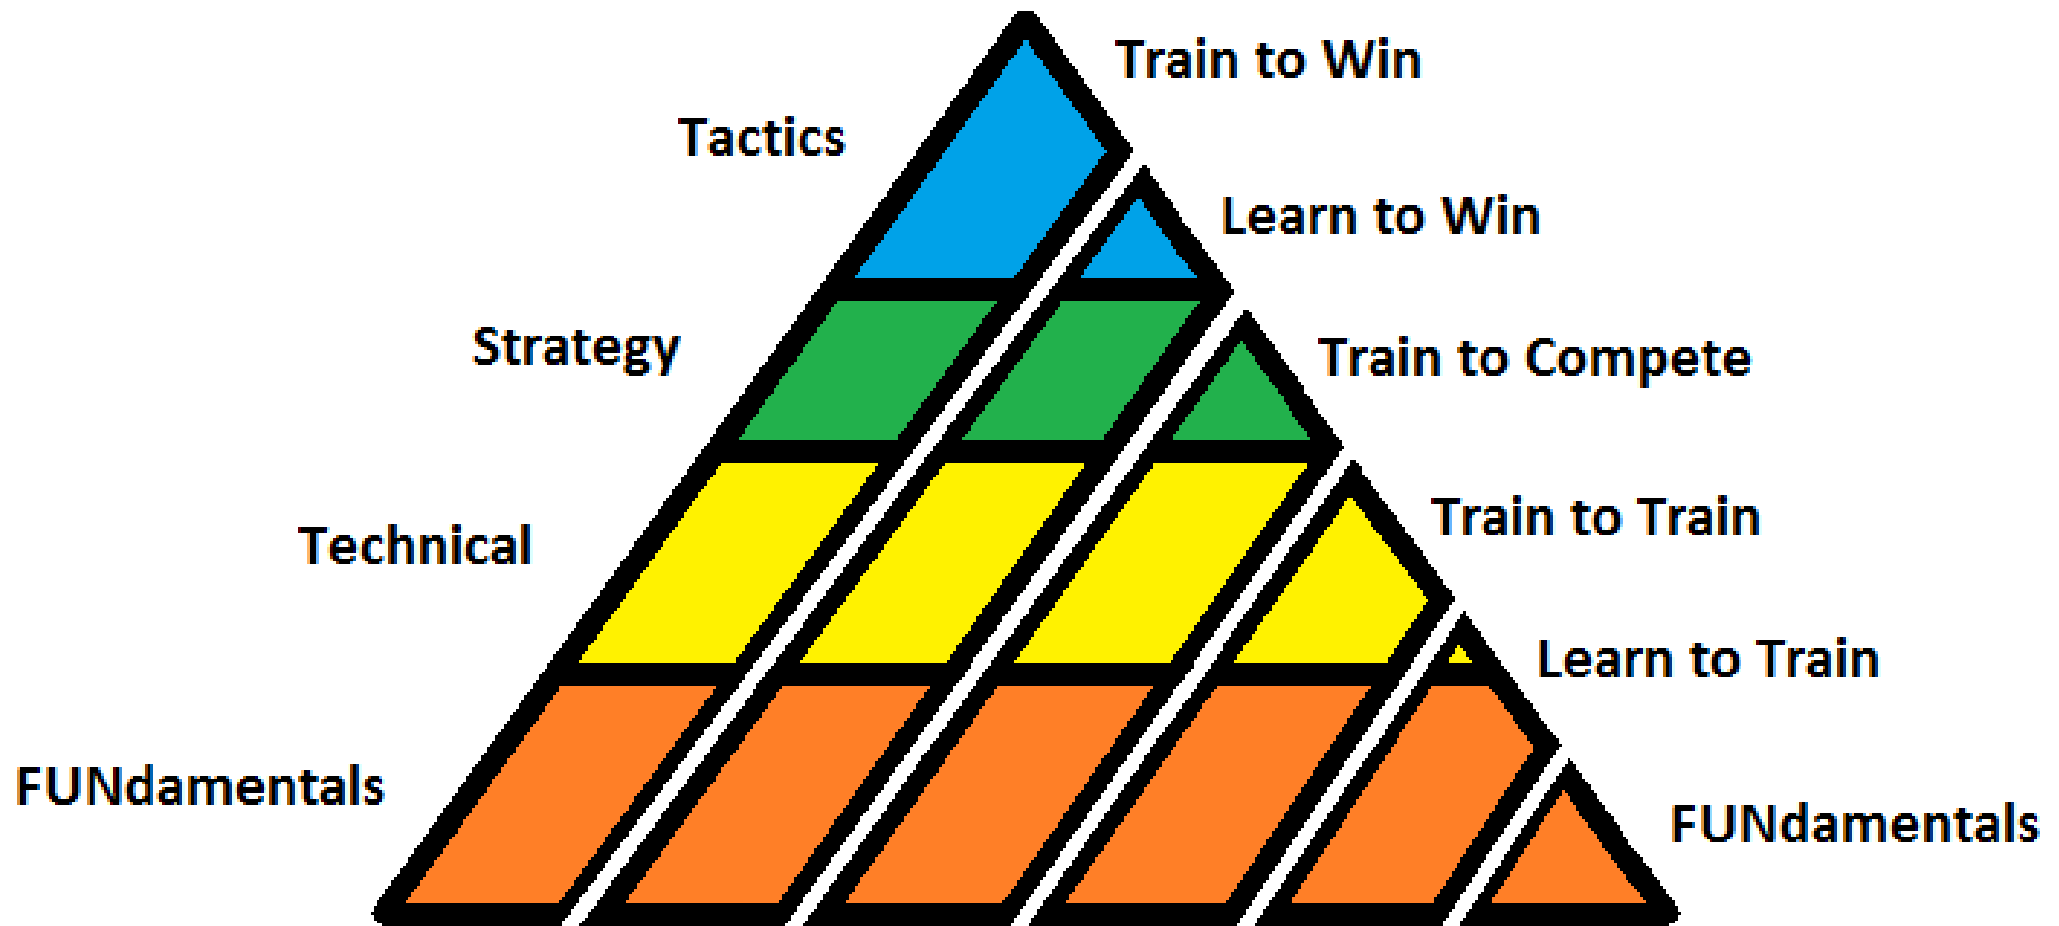 Train to Win
Tactics
Learn to Win
Strategy
Train to Compete
Train to Train
Technical
Learn to Train
FUNdamentals
FUNdamentals